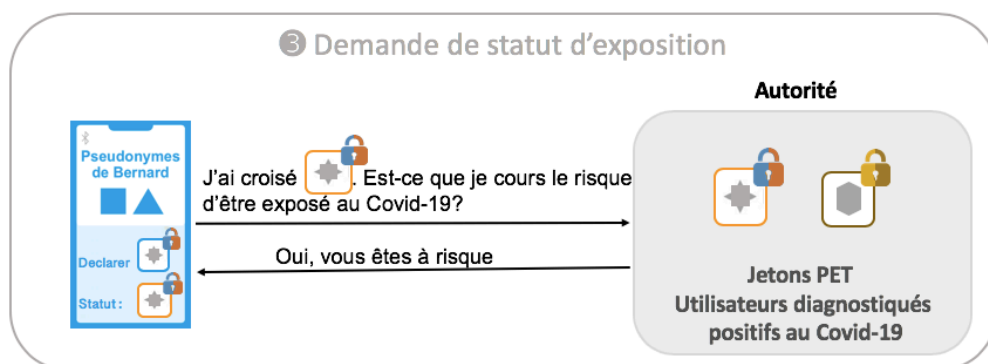 ❸ Demande de statut d'exposition
Autorité
Pseudonymes
de Bernard
J'ai croisé . Est-ce que je cours le risque
d'être exposé au Covid-19?
Declarer
Oui, vous êtes à risque
Statut :
Jetons PET
Utilisateurs diagnostiqués
positifs au Covid-19